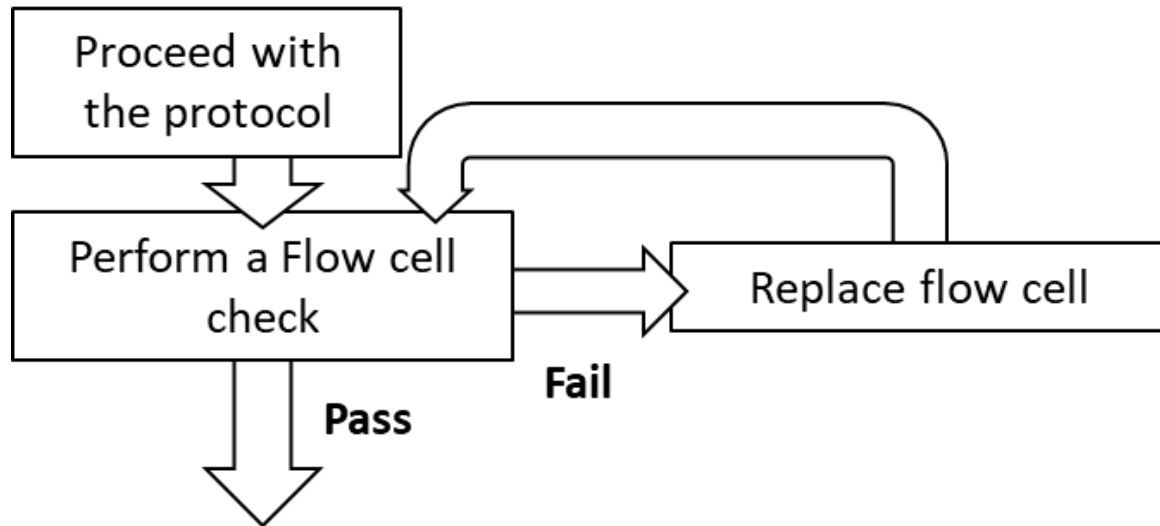 Proceed with
the protocol
Perform a Flow cell
check
Replace flow cell
Fail
Pass